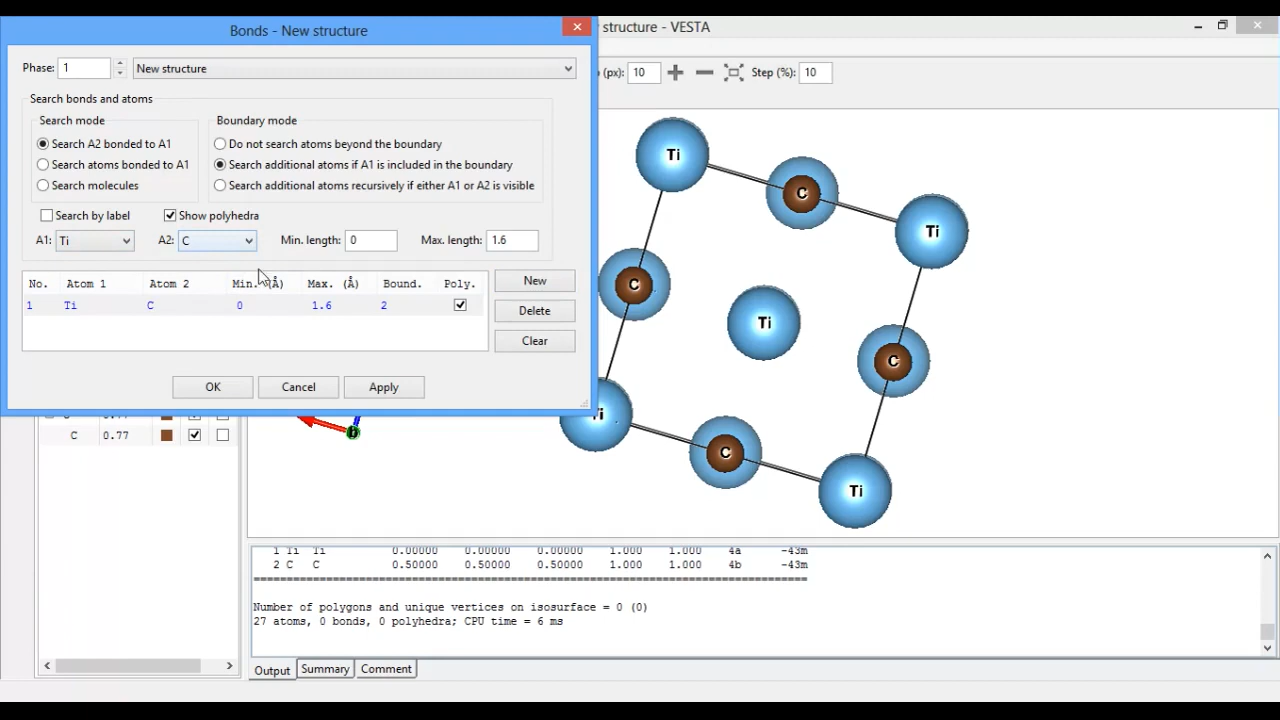 Bonds - New structure
structure - VESTA
Phase: 1 New structure
(px): 10 Step (%): 10
Search bonds and atoms
Search mode
Search A2 bonded to A1
Search atoms bonded to A1
Search molecules
Boundary mode
Do not search atoms beyond the boundary
Search additional atoms if A1 is included in the boundary
Search additional atoms recursively if either A1 or A2 is visible
Search by label Show polyhedra
A1: Ti A2: C Min. length: 0 Max. length: 1.6
No. Atom 1 Atom 2 Min. (Å) Max. (Å) Bound. Poly.
1 Ti C 0 1.6 2
New
Delete
Clear
OK Cancel Apply
C 0.77
Ti
C
Ti
C
Ti
C
Ti
C
Ti
1 Ti Ti 0.00000 0.00000 0.00000 1.000 1.000 4a -43m
2 C C 0.50000 0.50000 0.50000 1.000 1.000 4b -43m
Number of polygons and unique vertices on isosurface = 0 (0)
27 atoms, 0 bonds, 0 polyhedra; CPU time = 6 ms
Output Summary Comment